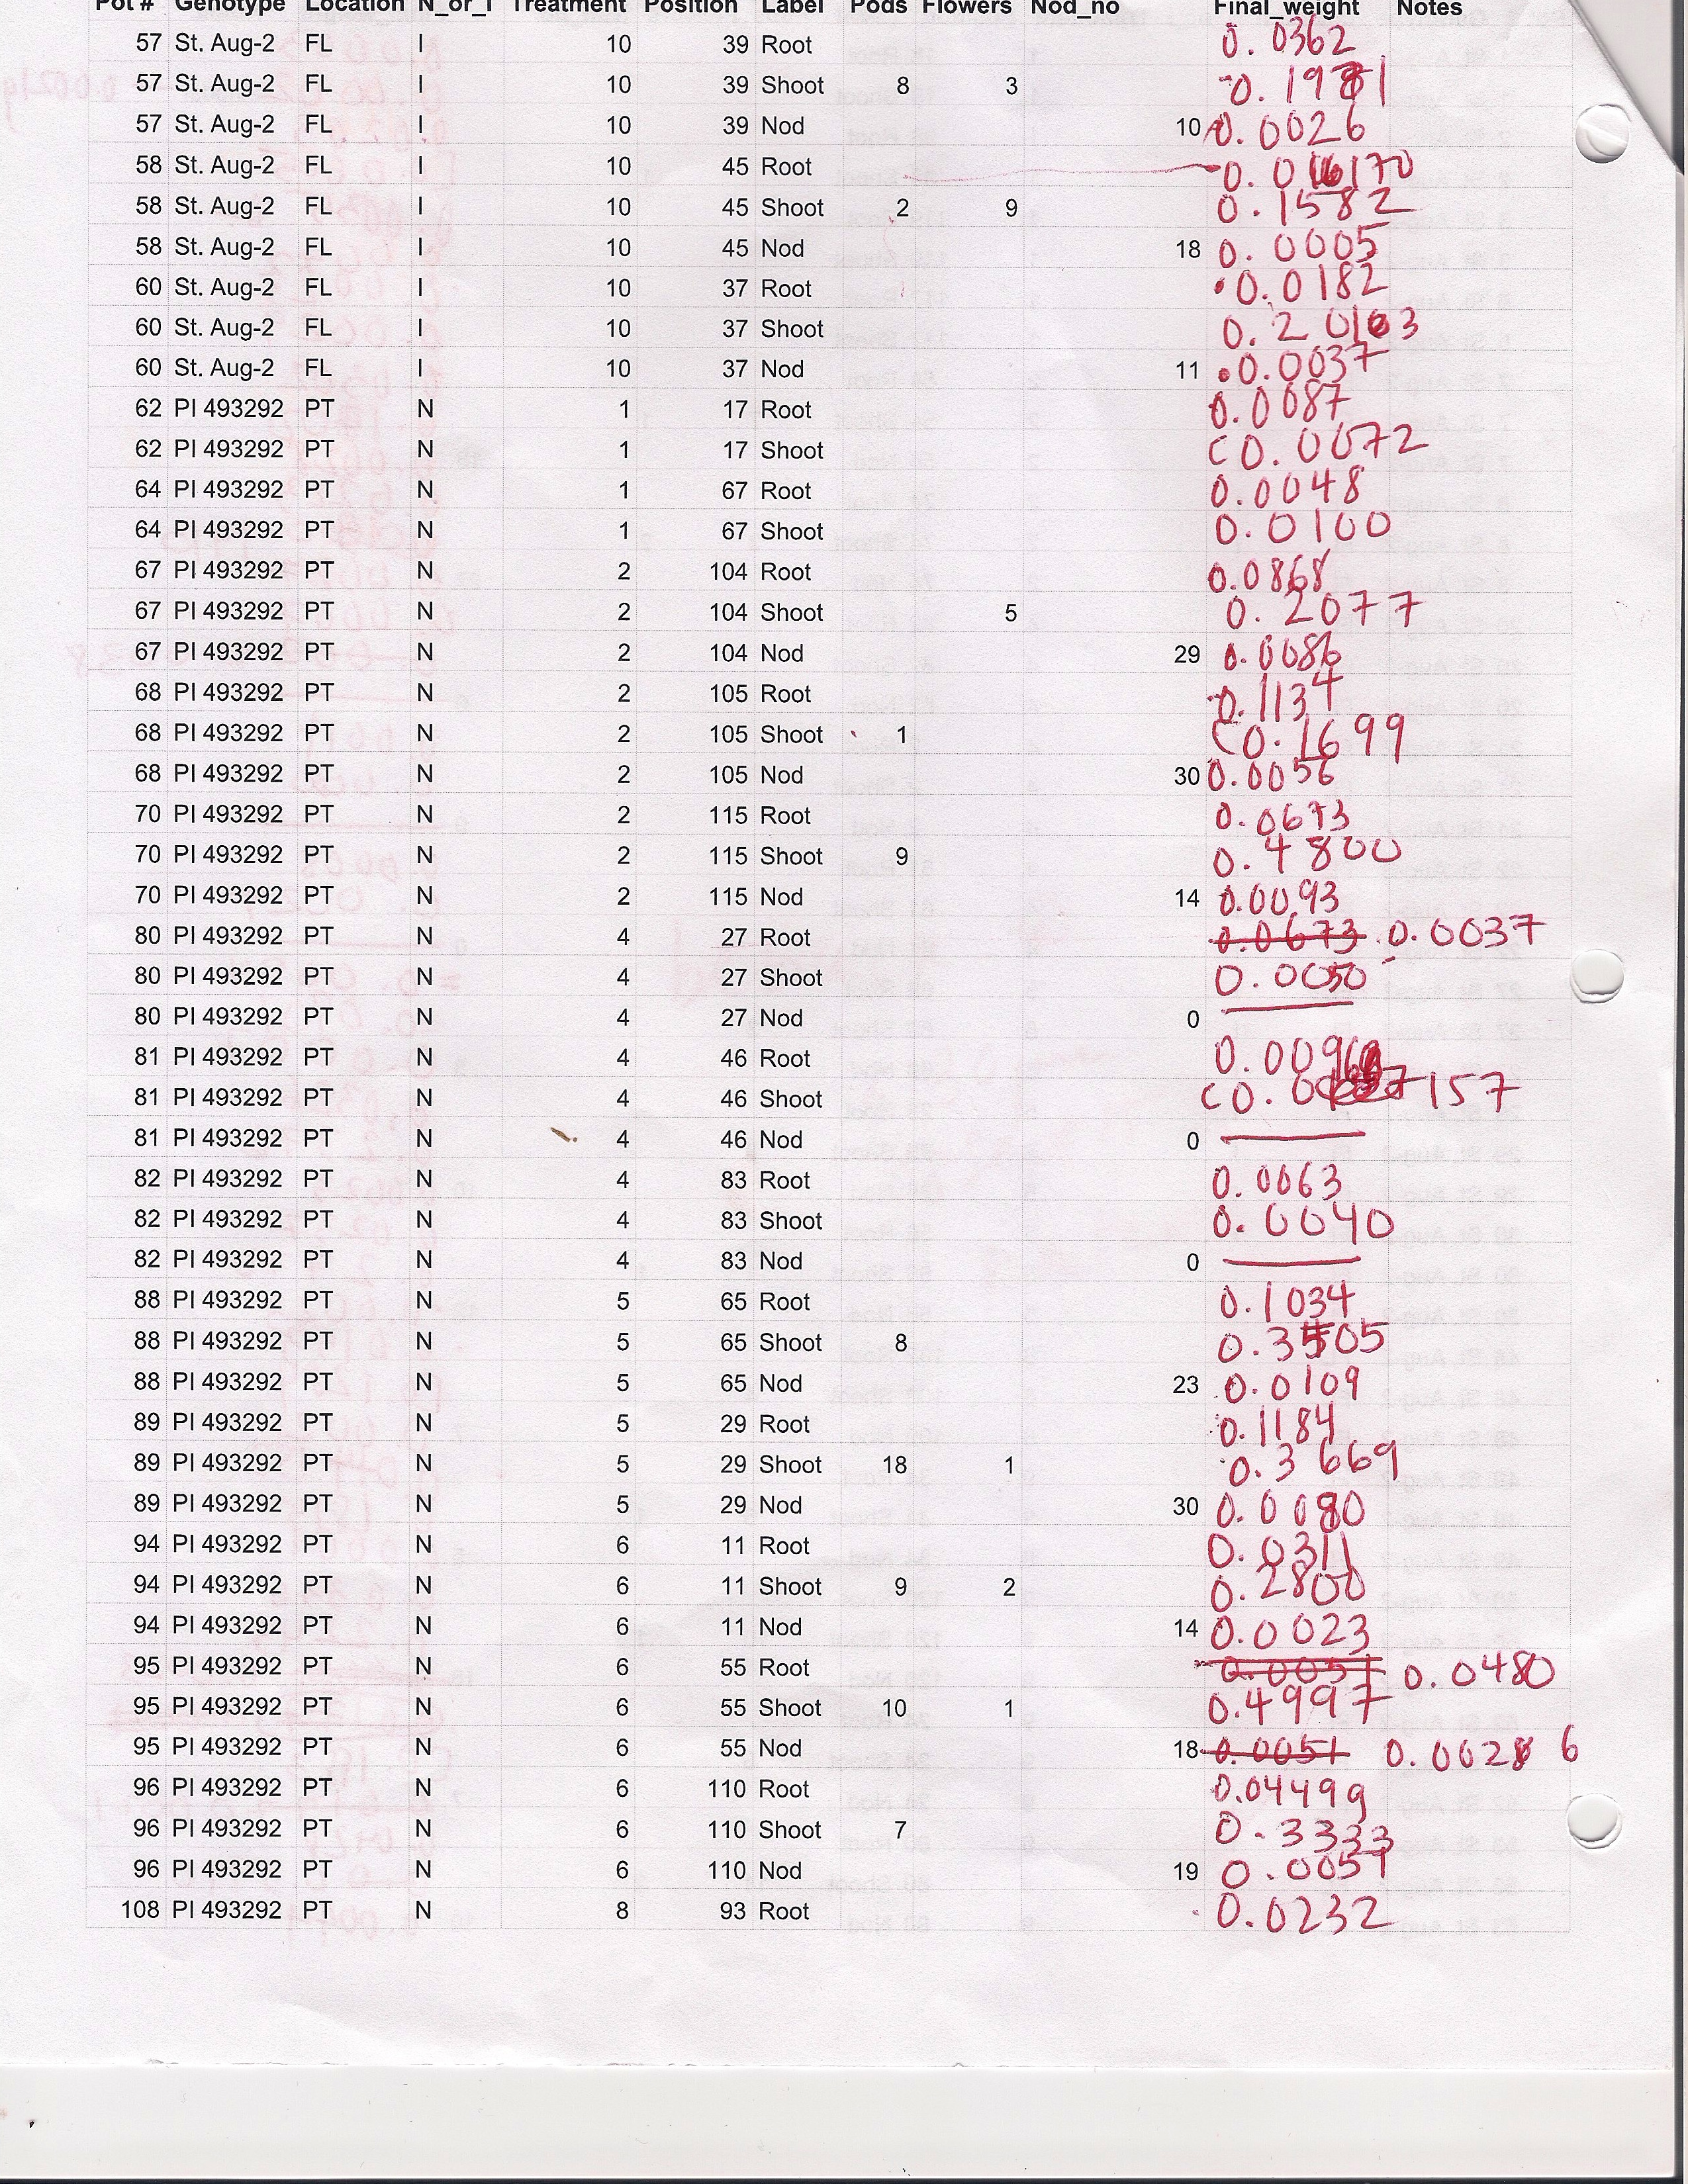 Pot # Genotype Location N_or_I Treatment Position Label Pods Flowers Nod_no Final_weight Notes
57 St. Aug-2 FL I 10 39 Root 0.0362
57 St. Aug-2 FL I 10 39 Shoot 8 3
57 St. Aug-2 FL I 10 39 Nod 10 0.0026
58 St. Aug-2 FL I 10 45 Root
58 St. Aug-2 FL I 10 45 Shoot 2 9 0.1582
58 St. Aug-2 FL I 10 45 Nod 18 0.0005
60 St. Aug-2 FL I 10 37 Root 0.0182
60 St. Aug-2 FL I 10 37 Shoot
60 St. Aug-2 FL I 10 37 Nod 11 0.0037
62 PI 493292 PT N 1 17 Root 0.0087
62 PI 493292 PT N 1 17 Shoot C0.0072
64 PI 493292 PT N 1 67 Root 0.0048
64 PI 493292 PT N 1 67 Shoot 0.0100
67 PI 493292 PT N 2 104 Root 0.0868
67 PI 493292 PT N 2 104 Shoot 5 0.2077
67 PI 493292 PT N 2 104 Nod 29 0.0086
68 PI 493292 PT N 2 105 Root 0.1134
68 PI 493292 PT N 2 105 Shoot 1 C0.1699
68 PI 493292 PT N 2 105 Nod 30 0.0056
70 PI 493292 PT N 2 115 Root 0.0673
70 PI 493292 PT N 2 115 Shoot 9 0.4800
70 PI 493292 PT N 2 115 Nod 14 0.0093
80 PI 493292 PT N 4 27 Root 0.0673 0.0037
80 PI 493292 PT N 4 27 Shoot 0.0050
80 PI 493292 PT N 4 27 Nod 0
81 PI 493292 PT N 4 46 Root
81 PI 493292 PT N 4 46 Shoot 157
81 PI 493292 PT N 4 46 Nod 0
82 PI 493292 PT N 4 83 Root 0.0063
82 PI 493292 PT N 4 83 Shoot 0.0040
82 PI 493292 PT N 4 83 Nod 0
88 PI 493292 PT N 5 65 Root 0.1034
88 PI 493292 PT N 5 65 Shoot 8 0.3505
88 PI 493292 PT N 5 65 Nod 23 0.0109
89 PI 493292 PT N 5 29 Root 0.1184
89 PI 493292 PT N 5 29 Shoot 18 1 0.3669
89 PI 493292 PT N 5 29 Nod 30 0.0080
94 PI 493292 PT N 6 11 Root 0.0311
94 PI 493292 PT N 6 11 Shoot 9 2 0.2800
94 PI 493292 PT N 6 11 Nod 14 0.0023
95 PI 493292 PT N 6 55 Root 0.0051 0.0480
95 PI 493292 PT N 6 55 Shoot 10 1 0.4997
95 PI 493292 PT N 6 55 Nod 18 0.0051
96 PI 493292 PT N 6 110 Root 0.04499
96 PI 493292 PT N 6 110 Shoot 7 0.3333
96 PI 493292 PT N 6 110 Nod 19 0.0051
108 PI 493292 PT N 8 93 Root 0.0232